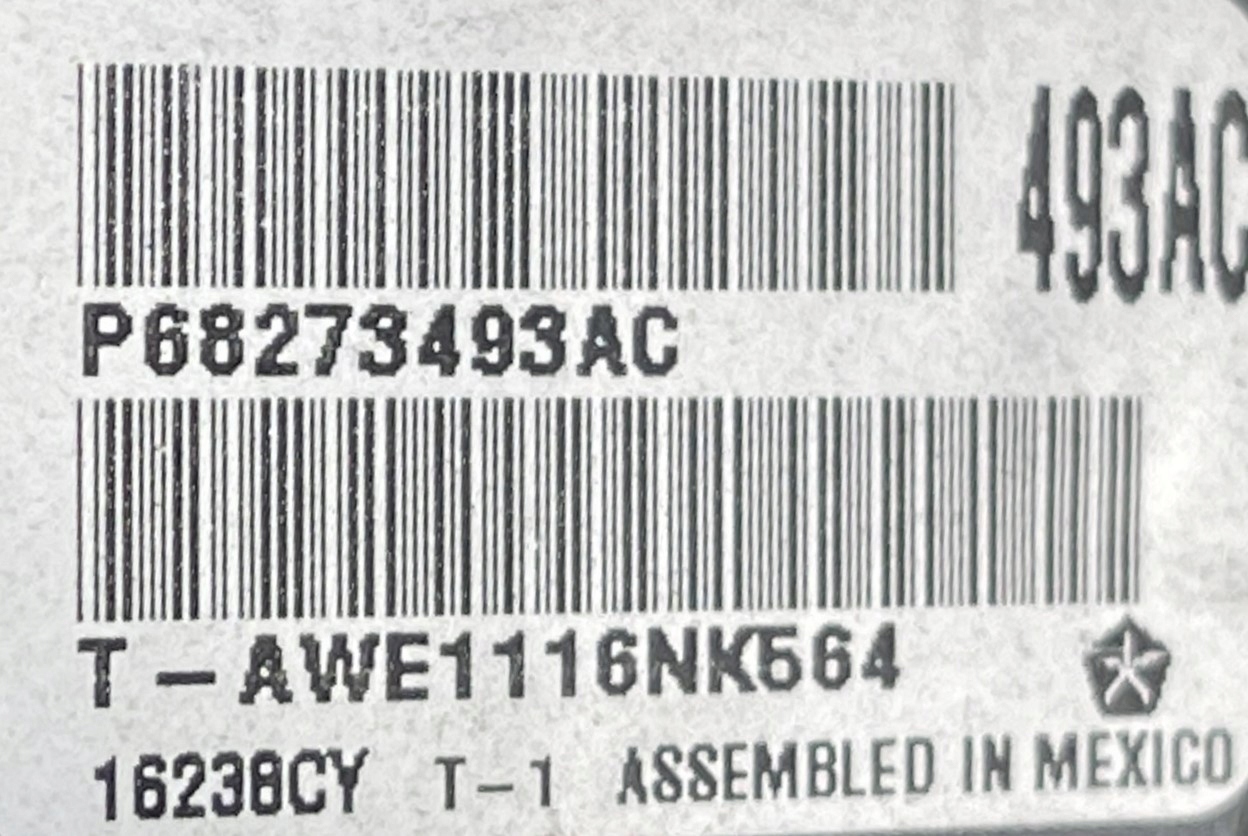 493AC
P68273493AC
T-AWE1116NK564
16238CY T-1 ASSEMBLED IN MEXICO